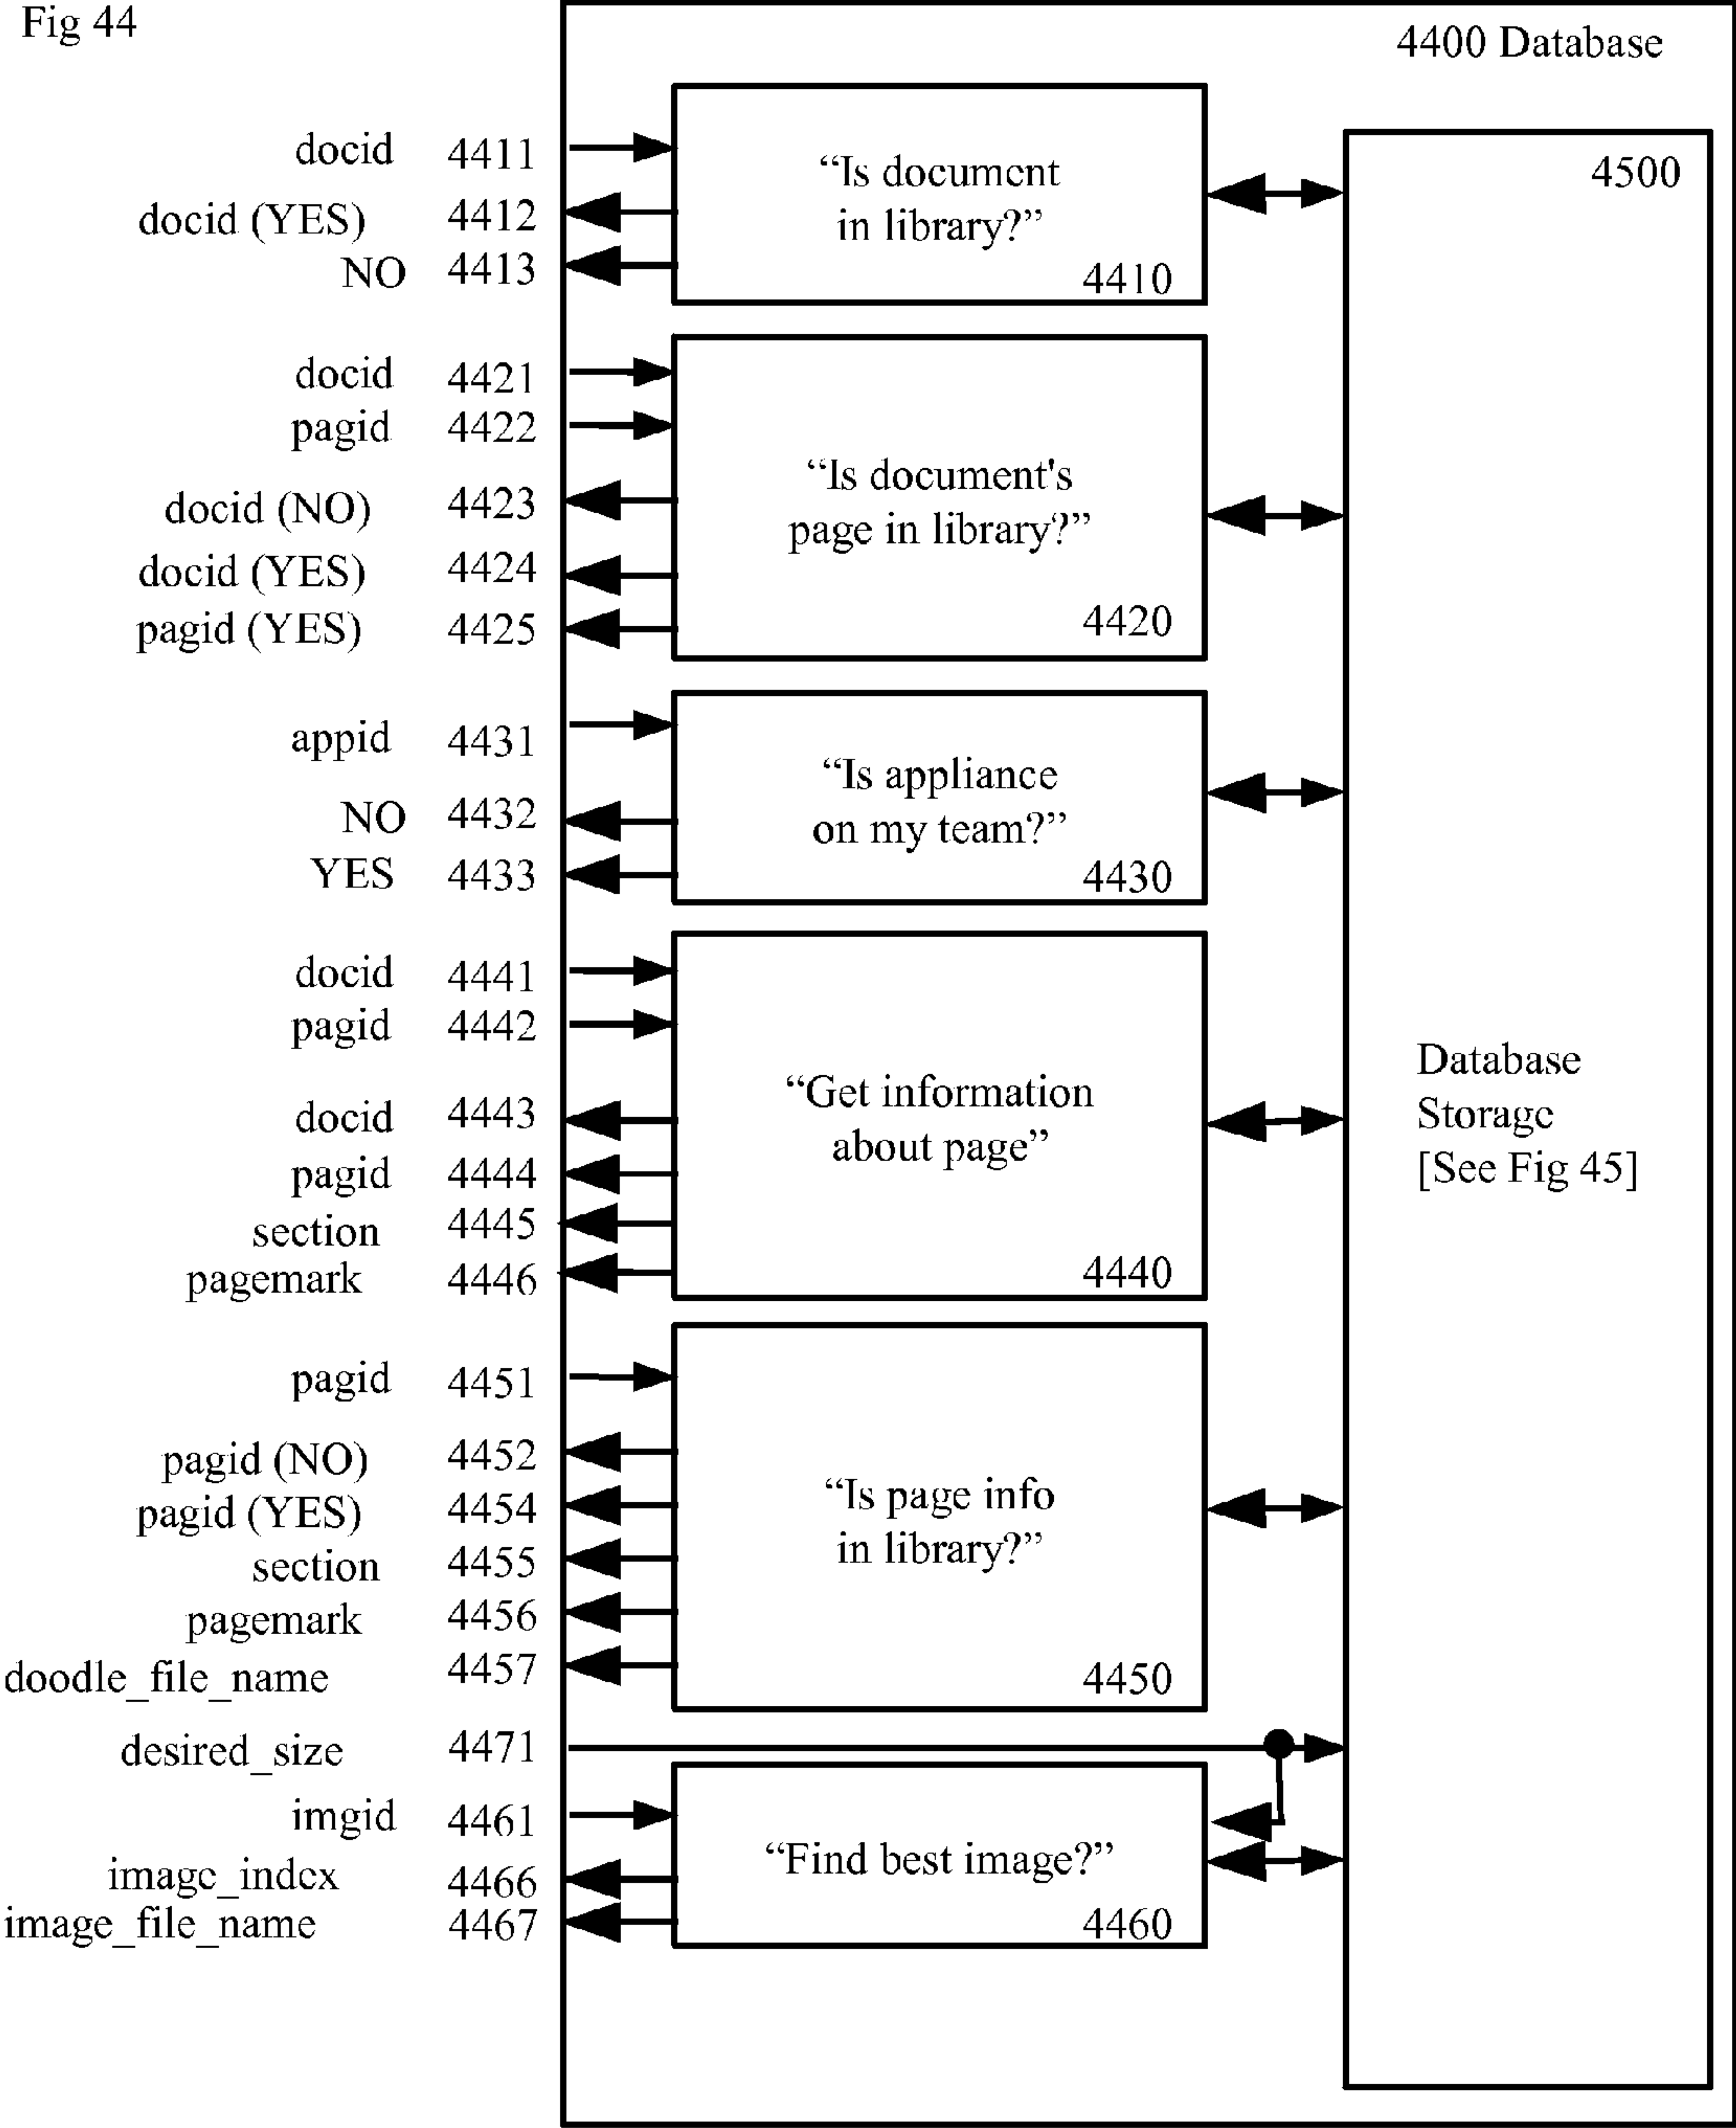 Fig 44
4400 Database
4500
docid 4411
docid (YES) 4412
NO 4413
“Is document
in library?”
4410
docid 4421
pagid 4422
docid (NO) 4423
docid (YES) 4424
pagid (YES) 4425
“Is document's
page in library?”
4420
appid 4431
NO 4432
YES 4433
“Is appliance
on my team?”
4430
docid 4441
pagid 4442
docid 4443
pagid 4444
section 4445
pagemark 4446
“Get information
about page”
4440
Database
Storage
[See Fig 45]
pagid 4451
pagid (NO) 4452
pagid (YES) 4454
section 4455
pagemark 4456
doodle_file_name 4457
“Is page info
in library?”
4450
desired_size 4471
imgid 4461
image_index 4466
image_file_name 4467
“Find best image?”
4460